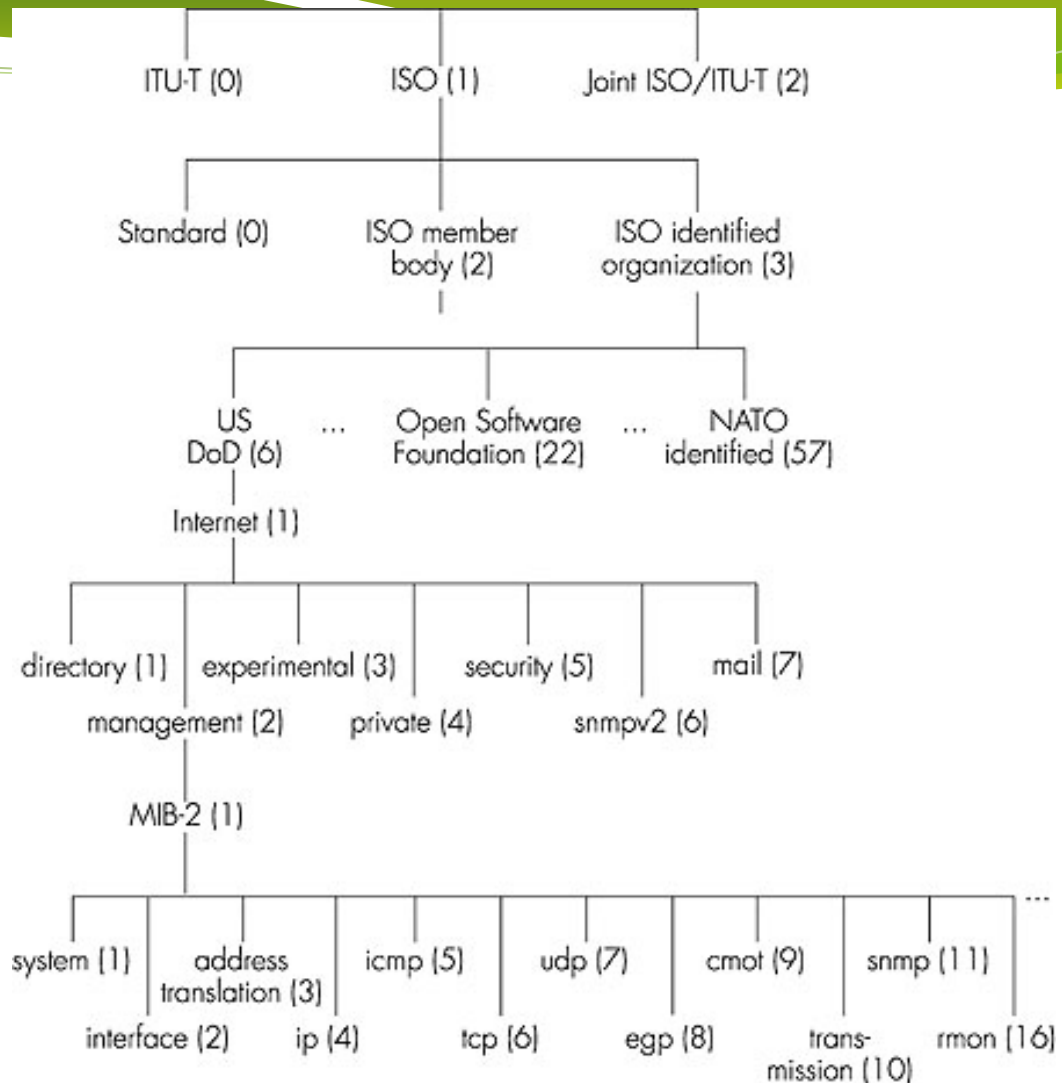 ITU-T (0) ISO (1) Joint ISO/ITU-T (2)
Standard (0) ISO member ISO identified
body (2) organization (3)
US ... Open Software ... NATO
DoD (6) Foundation (22) identified (57)
Internet (1)
directory (1) experimental (3) security (5) mail (7)
management (2) private (4) snmpv2 (6)
MIB-2 (1)
...
system (1) address icmp (5) udp (7) cmot (9) snmp (11)
translation (3)
interface (2) ip (4) tcp (6) egp (8) trans- rmon (16)
mission (10)